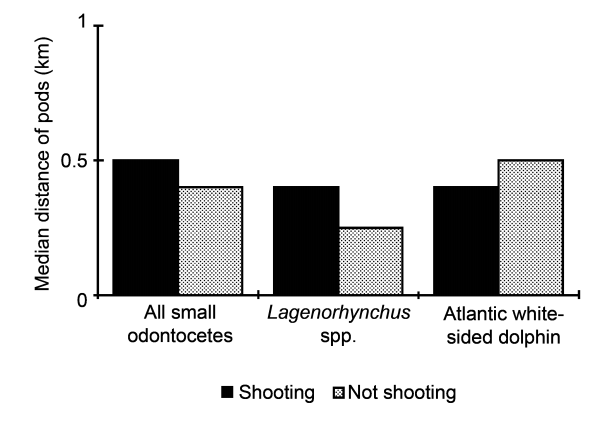 Median distance of pods (km)
1
0.5
0
All small
odontocetes
Lagenorhynchus
spp.
Atlantic white-
sided dolphin
Shooting
Not shooting